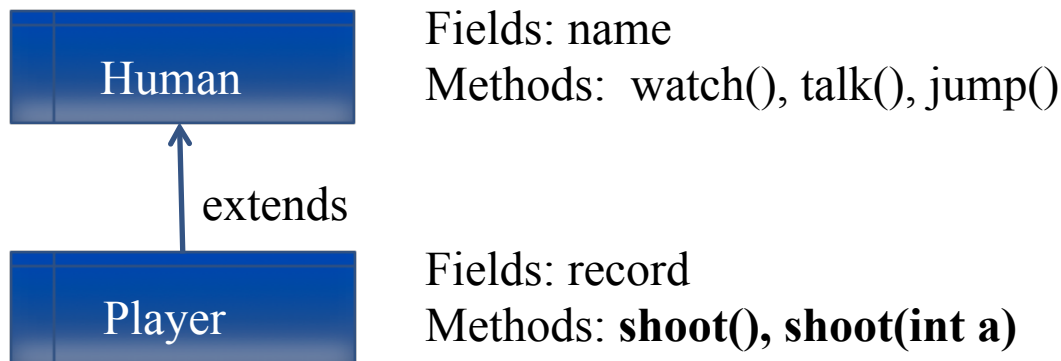 Human
Fields: name
Methods: watch(), talk(), jump()
extends
Player
Fields: record
Methods: shoot(), shoot(int a)